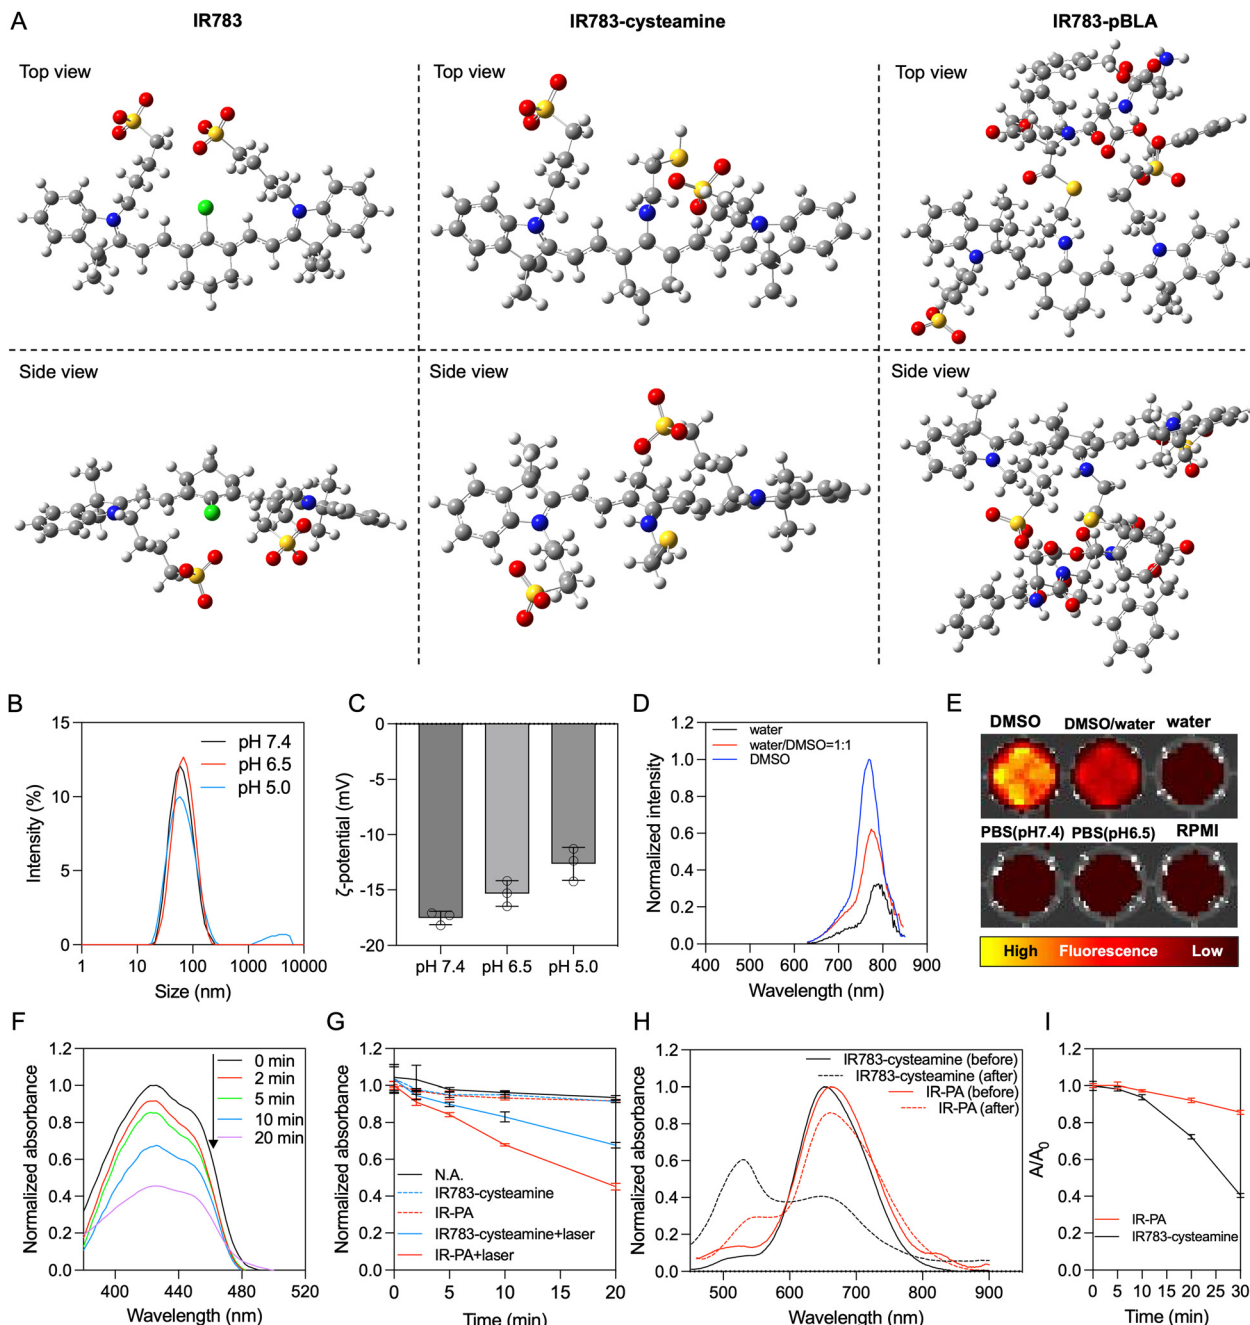 A
IR783
IR783-cysteamine
IR783-pBLA
Top view
Top view
Top view
Side view
Side view
Side view
B
15
10
5
0
Intensity (%)
pH 7.4
pH 6.5
pH 5.0
1
10
100
1000
10000
Size (nm)
C
0
-5
-10
-15
-20
ζ-potential (mV)
pH 7.4
pH 6.5
pH 5.0
D
1.2
1.0
0.8
0.6
0.4
0.2
0.0
Normalized intensity
water
water/DMSO=1:1
DMSO
400
500
600
700
800
900
Wavelength (nm)
E
DMSO
DMSO/water
water
PBS(pH7.4)
PBS(pH6.5)
RPMI
High
Fluorescence
Low
F
1.2
1.0
0.8
0.6
0.4
0.2
0.0
Normalized absorbance
0 min
2 min
5 min
10 min
20 min
400
440
480
520
Wavelength (nm)
G
1.2
1.0
0.8
0.6
0.4
0.2
0.0
Normalized absorbance
N.A.
IR783-cysteamine
IR-PA
IR783-cysteamine+laser
IR-PA+laser
0
5
10
15
20
Time (min)
H
1.2
1.0
0.8
0.6
0.4
0.2
0.0
Normalized absorbance
IR783-cysteamine (before)
IR783-cysteamine (after)
IR-PA (before)
IR-PA (after)
500
600
700
800
900
Wavelength (nm)
I
1.2
1.0
0.8
0.6
0.4
0.2
0.0
A/A0
IR-PA
IR783-cysteamine
0
5
10
15
20
25
30
Time (min)